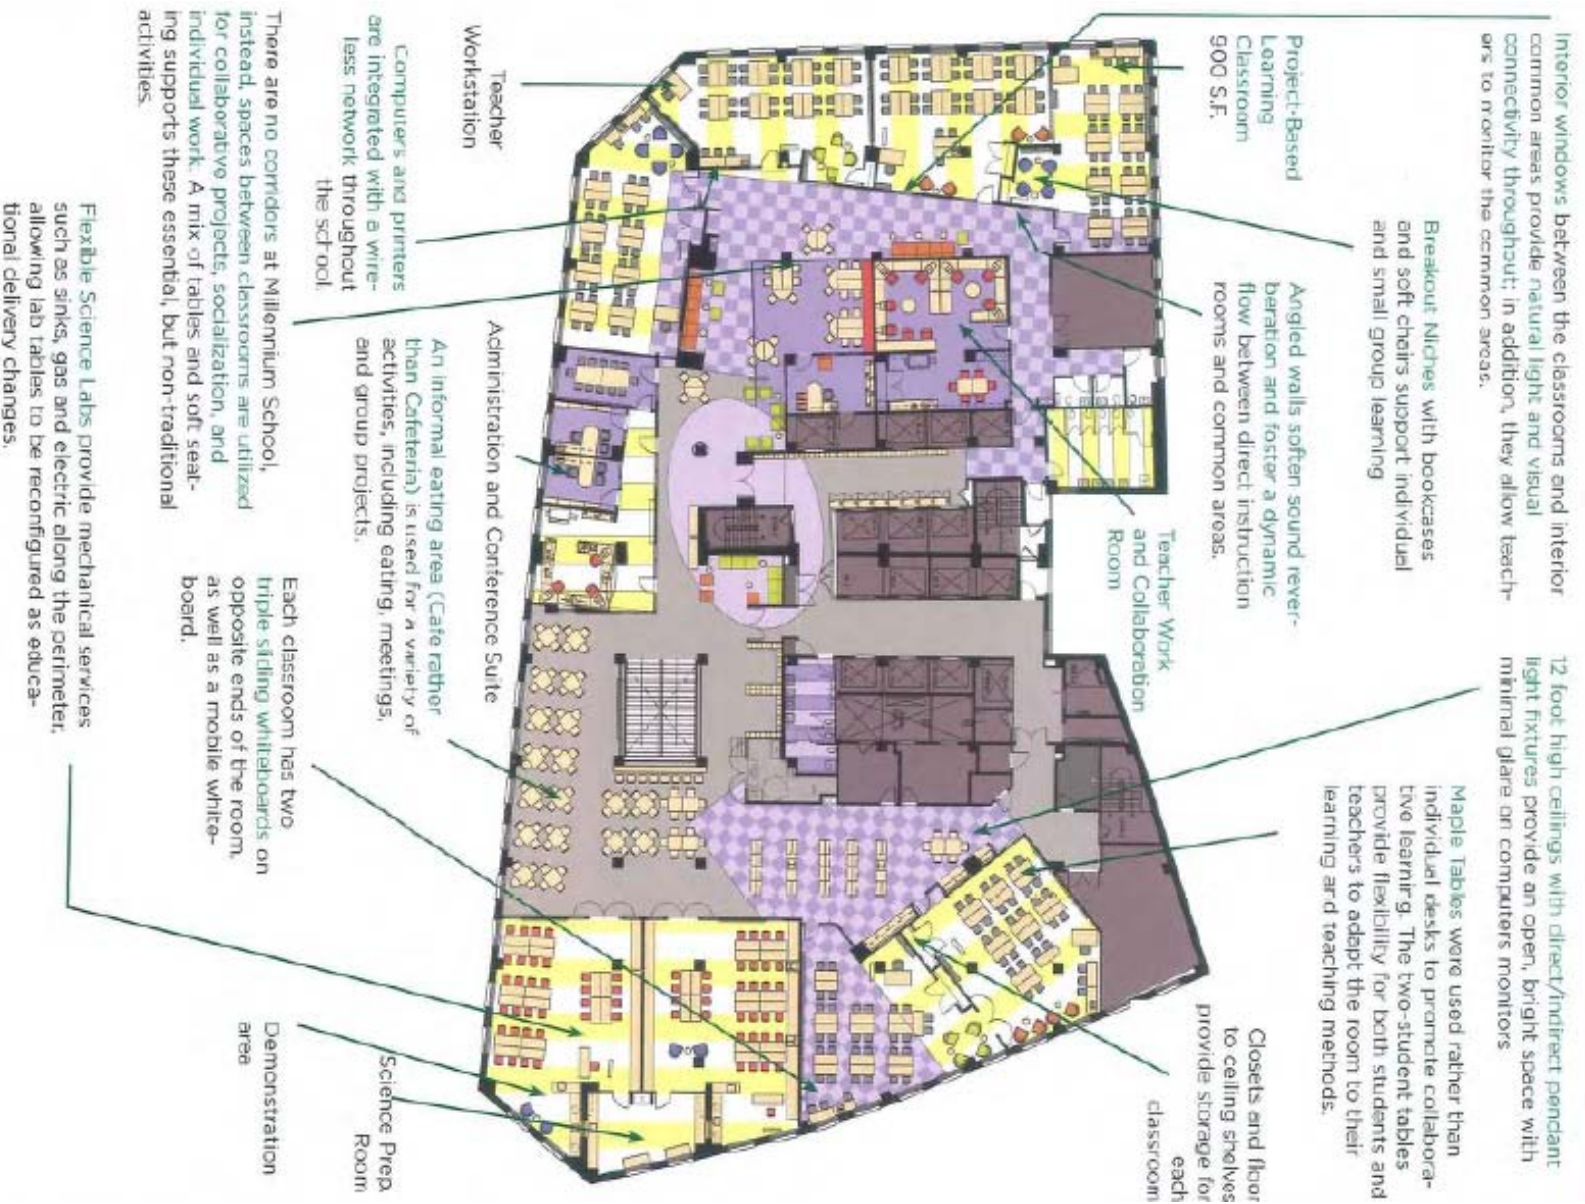 Interior windows between the classrooms and interior
common areas provide natural light and visual
connectivity throughout; in addition, they allow teach-
ers to monitor the common areas.
12 foot high ceilings with direct/indirect pendant
light fixtures provide an open, bright space with
minimal glare on computers monitors
Breakout Niches with bookcases
and soft chairs support individual
and small group learning
Maple Tables were used rather than
individual desks to promote collabora-
tive learning. The two-student tables
provide flexibility for both students and
teachers to adapt the room to their
learning and teaching methods.
Project-Based
Learning
Classroom
900 S.F.
Angled walls soften sound rever-
beration and foster a dynamic
flow between direct instruction
rooms and common areas.
Teacher Work
and Collaboration
Room
Closets and floor
to ceiling shelves
provide storage for
each
classroom
Teacher
Workstation
Computers and printers
are integrated with a wire-
less network throughout
the school.
Administration and Conference Suite
An informal eating area (Cafe rather
than Cafeteria) is used for a variety of
activities, including eating, meetings,
and group projects.
Science Prep.
Room
There are no corridors at Millennium School,
instead, spaces between classrooms are utilized
for collaborative projects, socialization, and
individual work. A mix of tables and soft seat-
ing supports these essential, but non-traditional
activities.
Each classroom has two
triple sliding whiteboards on
opposite ends of the room,
as well as a mobile white-
board.
Demonstration
area
Flexible Science Labs provide mechanical services
such as sinks, gas and electric along the perimeter,
allowing lab tables to be reconfigured as educa-
tional delivery changes.